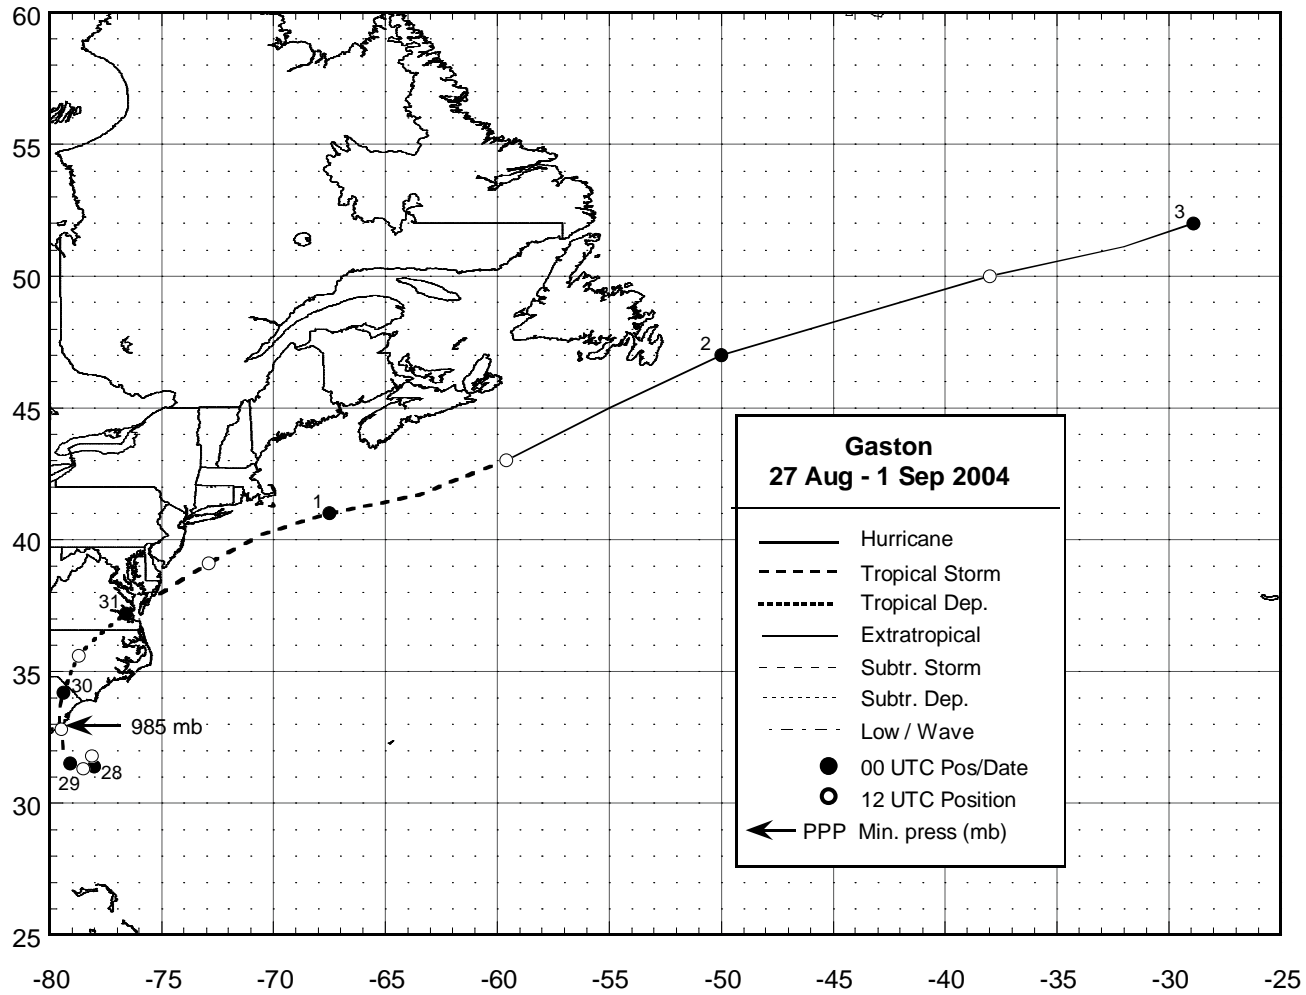 60
55
50
45
40
35
30
25
3
2
1
31
30
985 mb
29
28
Gaston
27 Aug - 1 Sep 2004
Hurricane
Tropical Storm
Tropical Dep.
Extratropical
Subtr. Storm
Subtr. Dep.
Low / Wave
00 UTC Pos/Date
12 UTC Position
PPP Min. press (mb)
-80 -75 -70 -65 -60 -55 -50 -45 -40 -35 -30 -25